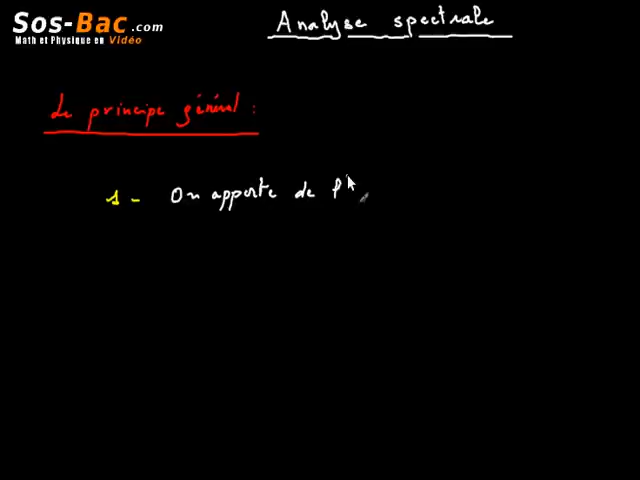 Sos-Bac.com
Math et Physique en Vidéo
Analyse spectrale
Le principe général :
1 - On apporte de l'